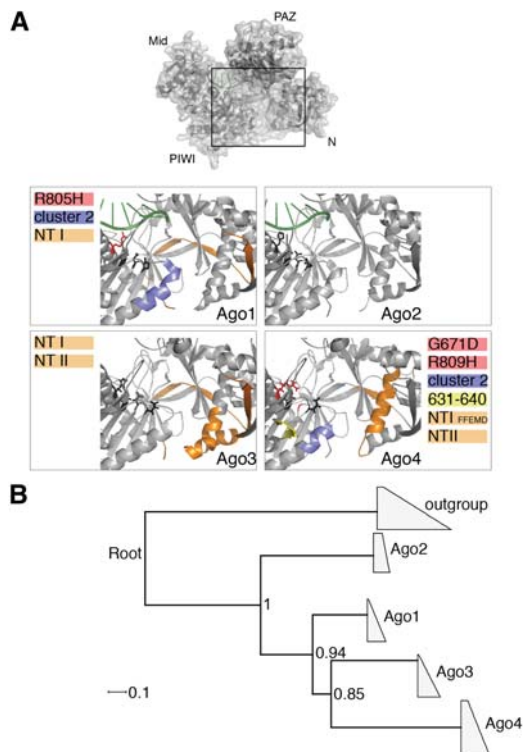 A
PAZ
Mid
N
PIWI
R805H
cluster 2
NT I
Ago1
Ago2
NT I
NT II
Ago3
G671D
R809H
cluster 2
631-640
NTI FFEMD
NTII
Ago4
B
outgroup
Root
Ago2
1
Ago1
0.94
Ago3
0.85
0.1
Ago4